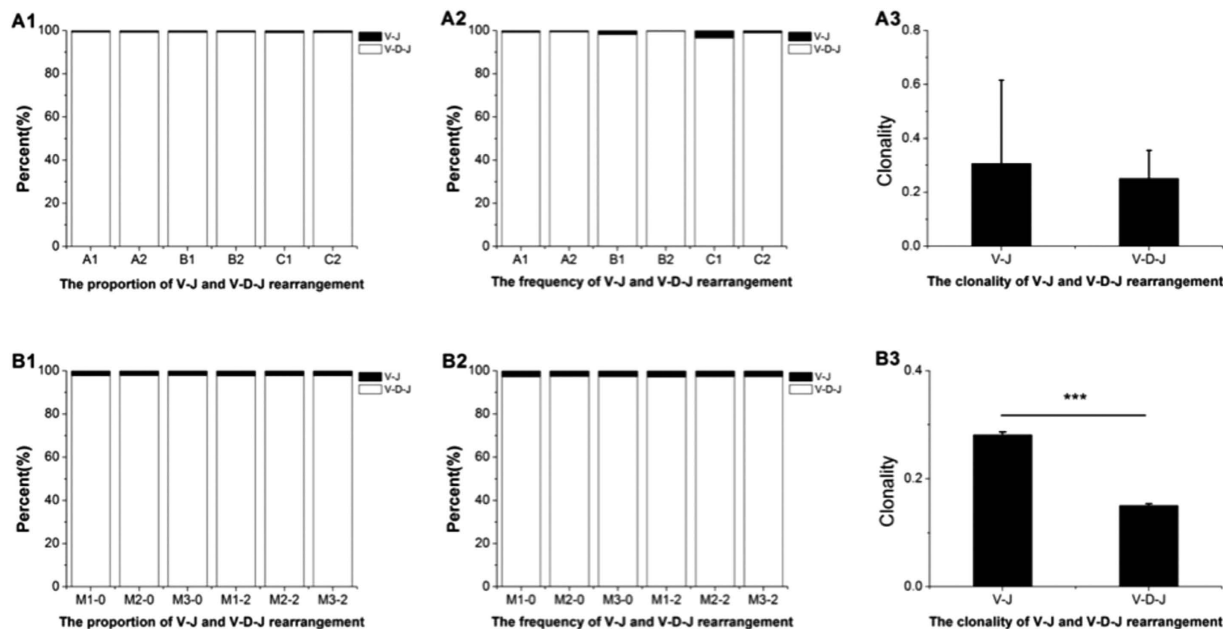 A1
100
80
60
40
20
0
Percent(%)
V-J
V-D-J
A1 A2 B1 B2 C1 C2
The proportion of V-J and V-D-J rearrangement
A2
100
80
60
40
20
0
Percent(%)
V-J
V-D-J
A1 A2 B1 B2 C1 C2
The frequency of V-J and V-D-J rearrangement
A3
0.8
0.6
0.4
0.2
0.0
Clonality
V-J V-D-J
The clonality of V-J and V-D-J rearrangement
B1
100
80
60
40
20
0
Percent(%)
V-J
V-D-J
M1-0 M2-0 M3-0 M1-2 M2-2 M3-2
The proportion of V-J and V-D-J rearrangement
B2
100
80
60
40
20
0
Percent(%)
V-J
V-D-J
M1-0 M2-0 M3-0 M1-2 M2-2 M3-2
The frequency of V-J and V-D-J rearrangement
B3
0.4
0.2
0.0
Clonality
***
V-J V-D-J
The clonality of V-J and V-D-J rearrangement